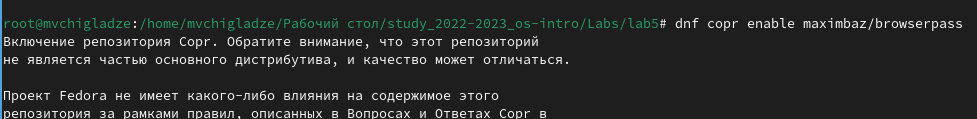 root@mvchigladze:/home/mvchigladze/Рабочий стол/study_2022-2023_os-intro/Labs/lab5# dnf copr enable maximbaz/browserpass
Включение репозитория Copr. Обратите внимание, что этот репозиторий
не является частью основного дистрибутива, и качество может отличаться.
Проект Fedora не имеет какого-либо влияния на содержимое этого
репозитория за рамками правил, описанных в Вопросах и Ответах Copr в